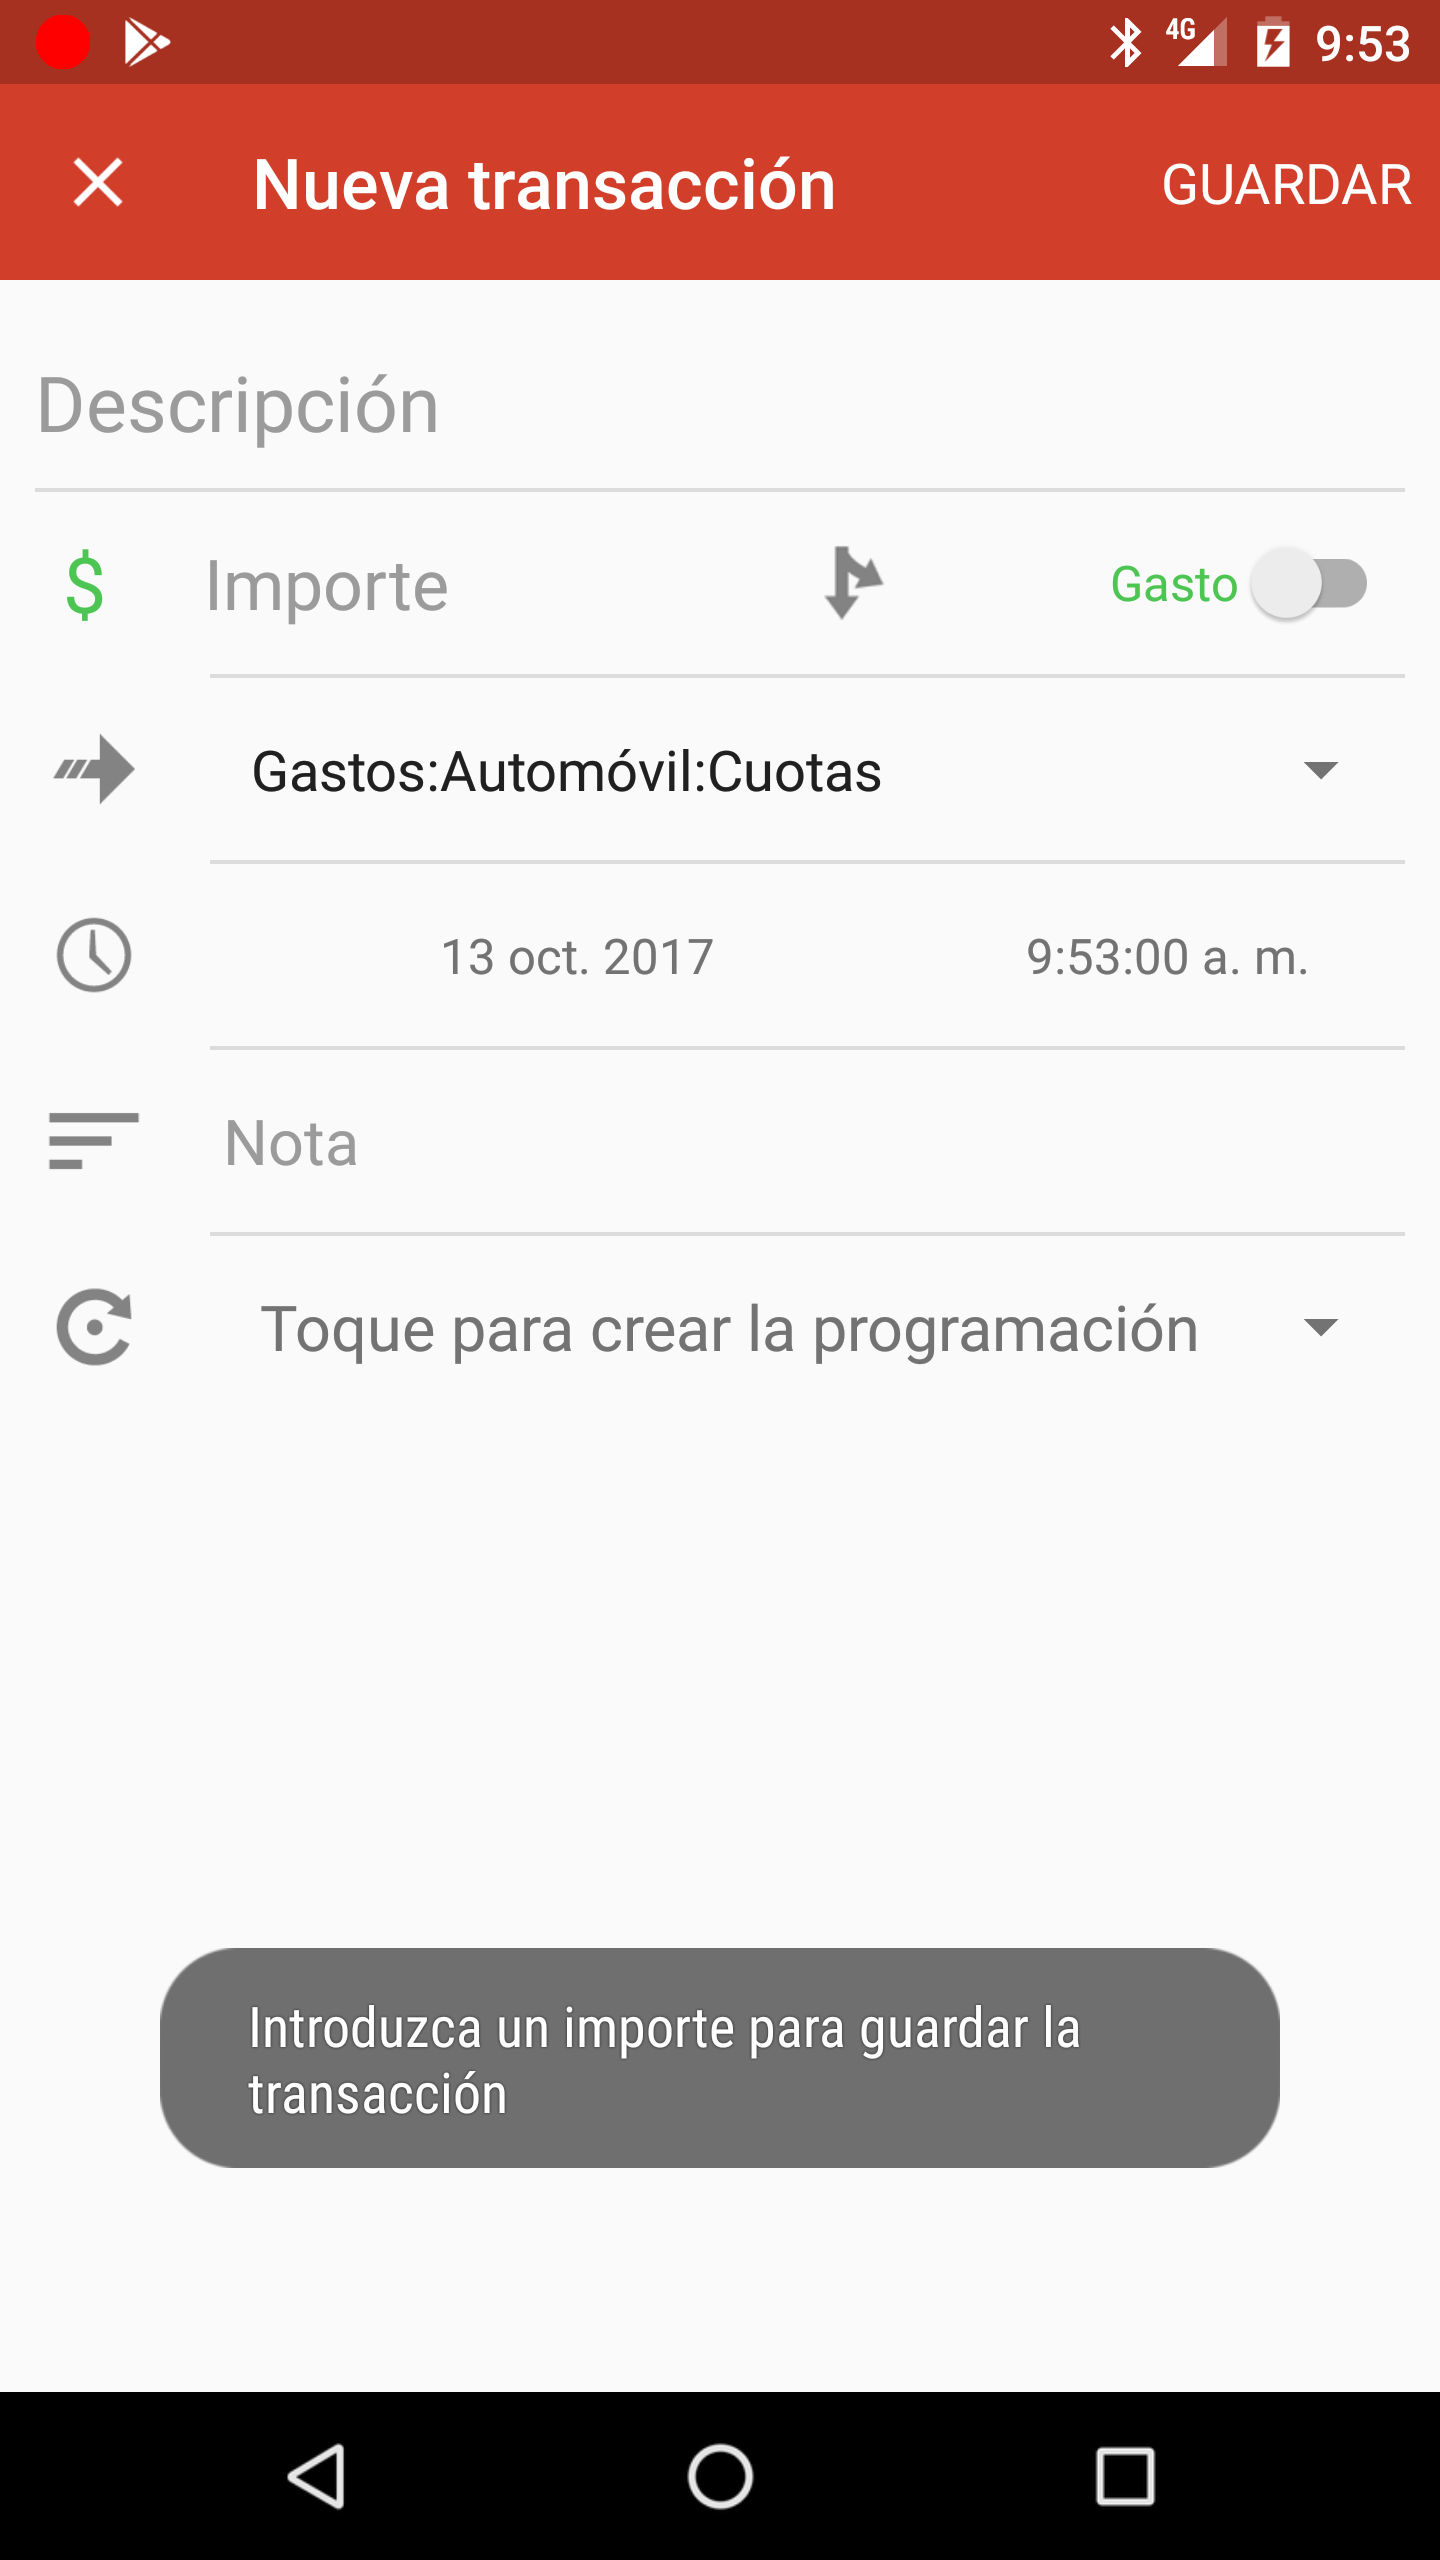 4G 9:53
Nueva transacción GUARDAR
Descripción
$ Importe Gasto
Gastos:Automóvil:Cuotas
13 oct. 2017 9:53:00 a. m.
Nota
Toque para crear la programación
Introduzca un importe para guardar la
transacción